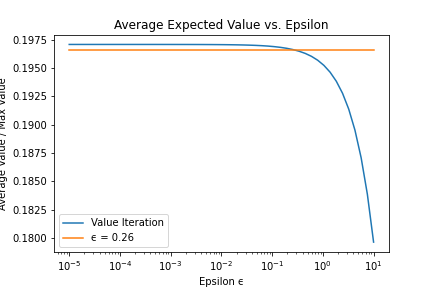 Average Expected Value vs. Epsilon
0.1975
0.1950
0.1925
0.1900
0.1875
0.1850
0.1825
0.1800
Average Value / Max Value
Value Iteration
ϵ = 0.26
10⁻⁵ 10⁻⁴ 10⁻³ 10⁻² 10⁻¹ 10⁰ 10¹
Epsilon ϵ